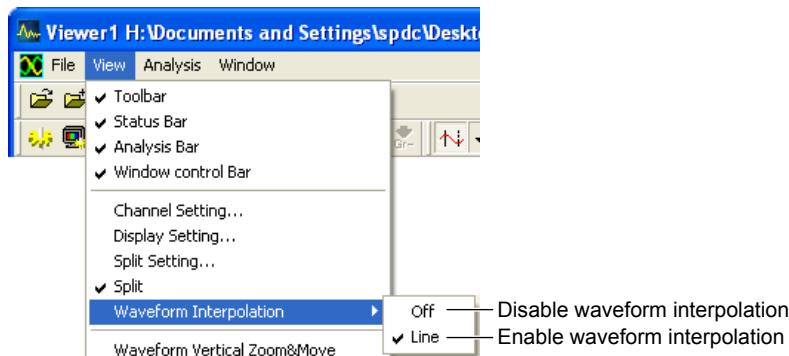 Viewer1 H:\Documents and Settings\spdc\Deskt
File View Analysis Window
Toolbar
Status Bar
Analysis Bar
Gr-
Window control Bar
Channel Setting...
Display Setting...
Split Setting...
Split
Waveform Interpolation
Off Disable waveform interpolation
Line Enable waveform interpolation
Waveform Vertical Zoom&Move